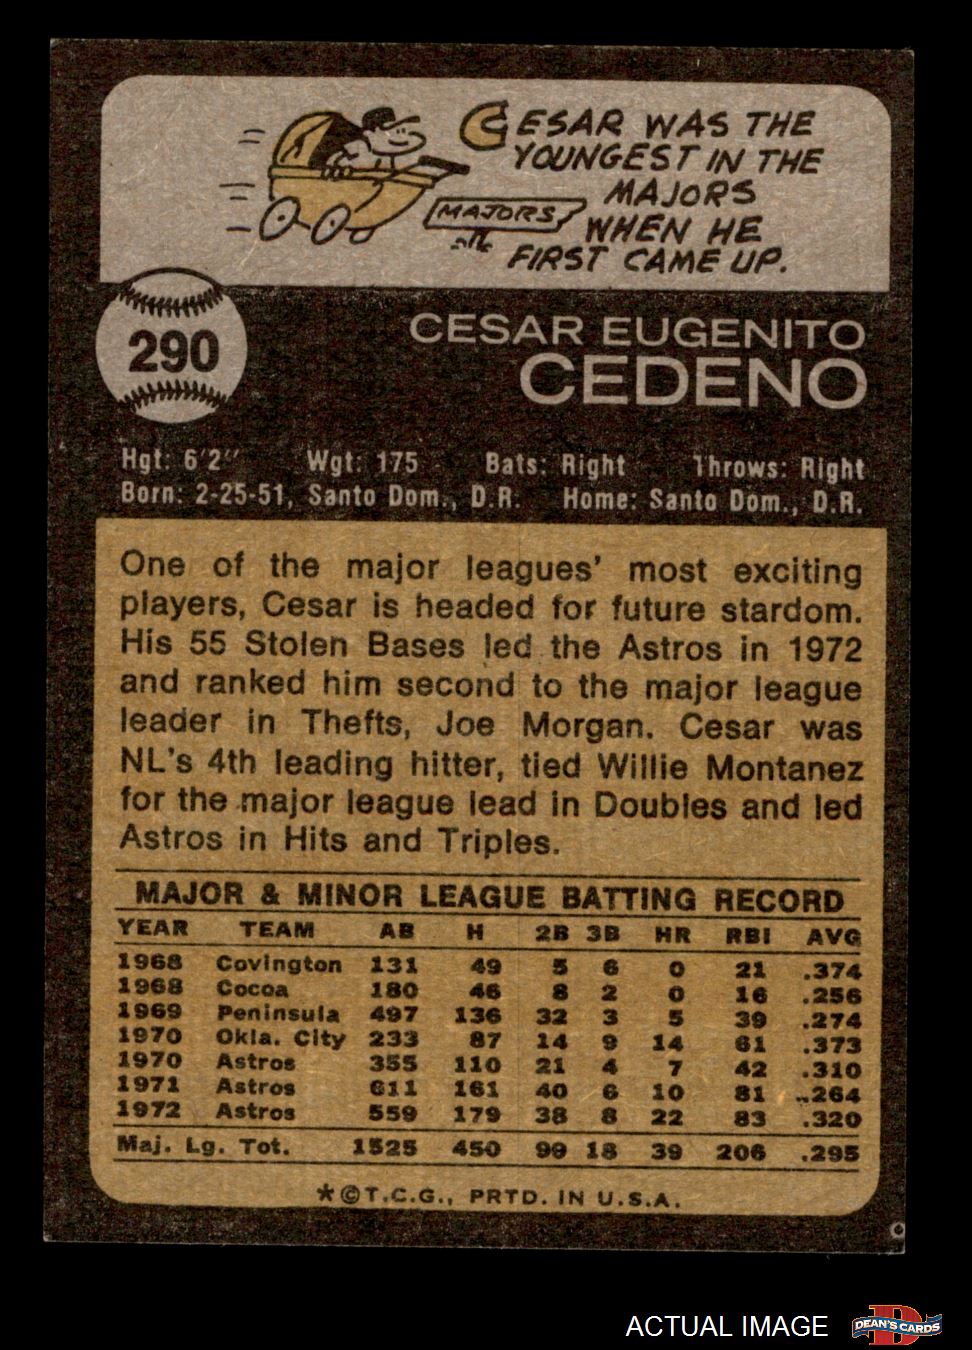 CESAR WAS THE
YOUNGEST IN THE
MAJORS
WHEN HE
FIRST CAME UP.
MAJORS
290
CESAR EUGENITO
CEDENO
Hgt: 6'2" Wgt: 175 Bats: Right Throws: Right
Born: 2-25-51, Santo Dom., D.R. Home: Santo Dom., D.R.
One of the major leagues' most exciting
players, Cesar is headed for future stardom.
His 55 Stolen Bases led the Astros in 1972
and ranked him second to the major league
leader in Thefts, Joe Morgan. Cesar was
NL's 4th leading hitter, tied Willie Montanez
for the major league lead in Doubles and led
Astros in Hits and Triples.
MAJOR & MINOR LEAGUE BATTING RECORD
YEAR TEAM AB H 2B 3B HR RBI AVG
1968 Covington 131 49 5 6 0 21 .374
1968 Cocoa 180 46 8 2 0 16 .256
1969 Peninsula 497 136 32 3 5 39 .274
1970 Okla. City 233 87 14 9 14 61 .373
1970 Astros 355 110 21 4 7 42 .310
1971 Astros 611 161 40 6 10 81 .264
1972 Astros 559 179 38 8 22 83 .320
Maj. Lg. Tot. 1525 450 99 18 39 206 .295
*©T.C.G., PRTD. IN U.S.A.
ACTUAL IMAGE
D
DEAN'S CARDS